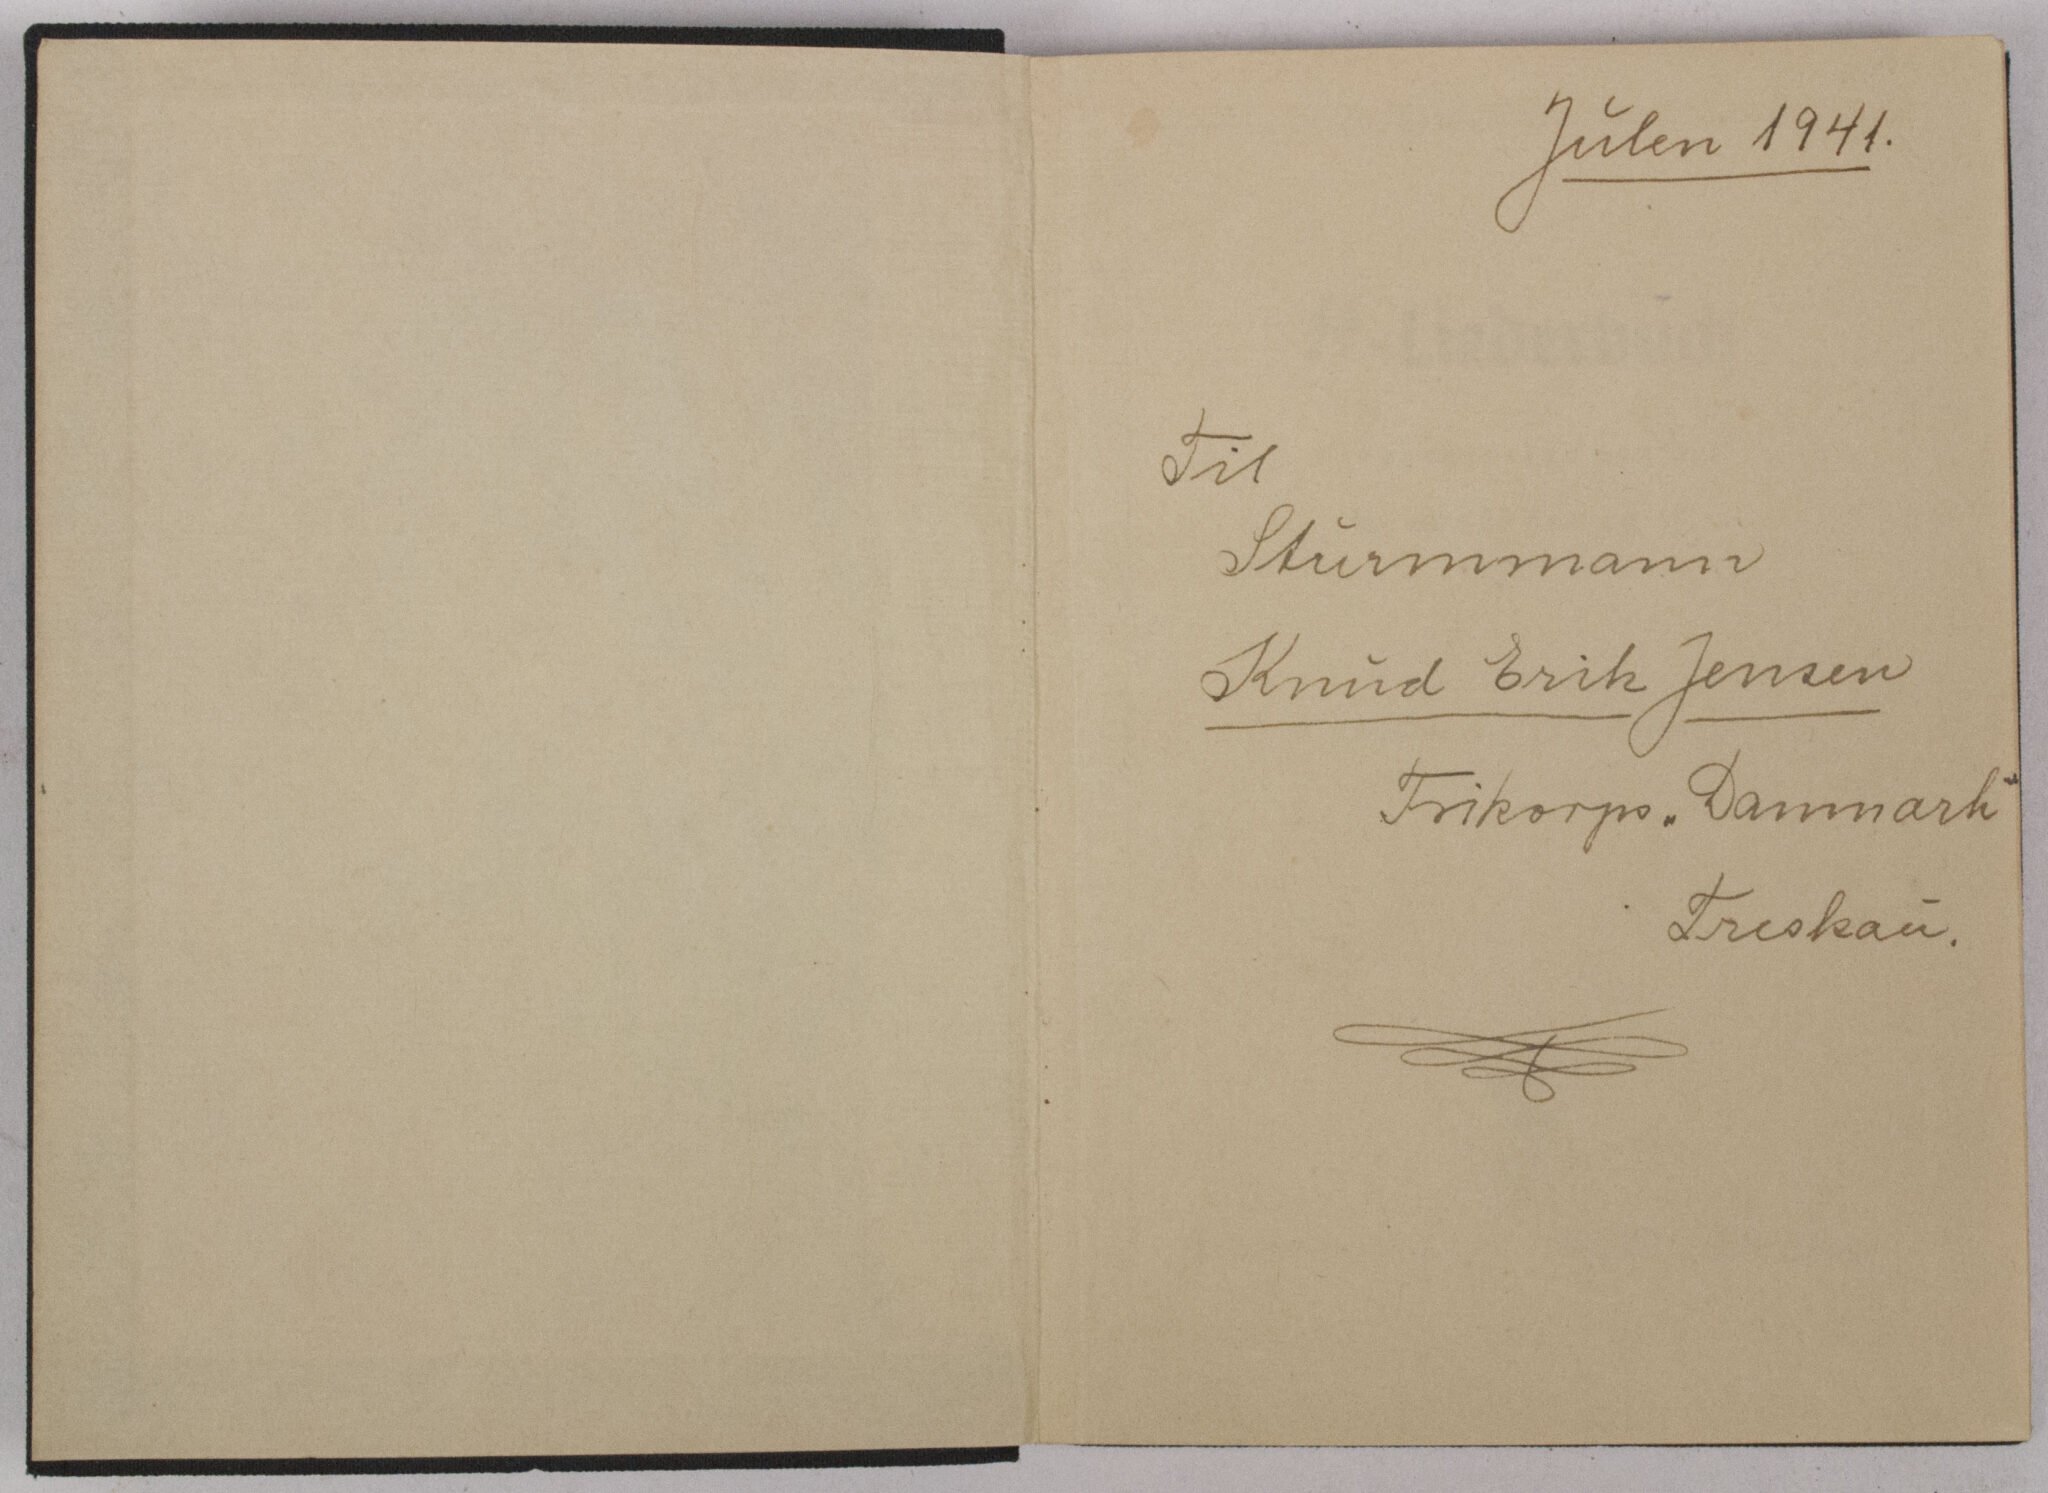 Julen 1941.
Til
Sturmmann
Knud Erik Jensen
Frikorps „Danmark"
Treskau.